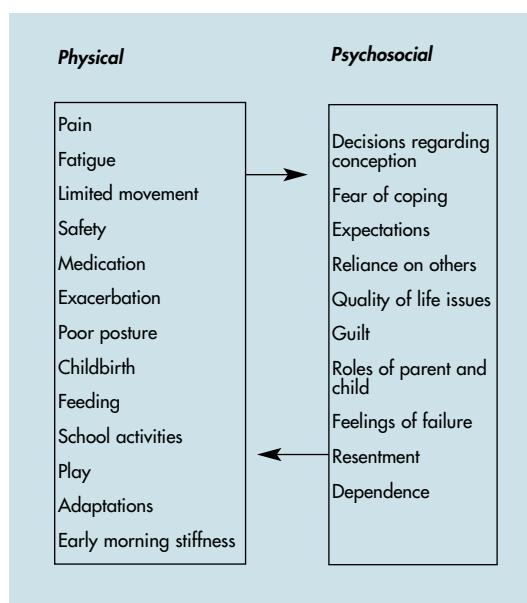 Physical
Pain
Fatigue
Limited movement
Safety
Medication
Exacerbation
Poor posture
Childbirth
Feeding
School activities
Play
Adaptations
Early morning stiffness
Psychosocial
Decisions regarding
conception
Fear of coping
Expectations
Reliance on others
Quality of life issues
Guilt
Roles of parent and
child
Feelings of failure
Resentment
Dependence